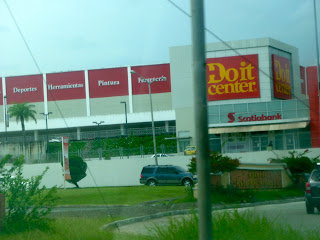 Deportes
Herramientas
Pintura
Ferretería
Do it
center
Scotiabank